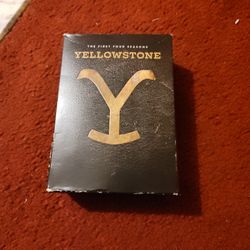 THE FIRST FOUR SEASONS
YELLOWSTONE
Y